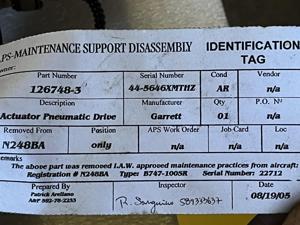 APS-MAINTENANCE SUPPORT DISASSEMBLY IDENTIFICATION TAG
owner:
Part Number Serial Number Cond Vendor
126748-3 44-5646XMTHZ AR n/a
Description Manufacturer Qty P.O. Nº
Actuator Pneumatic Drive Garrett 01 n/a
Removed From Position APS Work Order Job-Card Loc
N248BA only n/a n/a n/a
emarks
The above part was removed I.A.W. approved maintenance practices from aircraft:
Registration # N248BA Type: B747-100SR Serial Number: 22712
Prepared By Inspector Date
Patrick Arellano
A&P
08/19/05